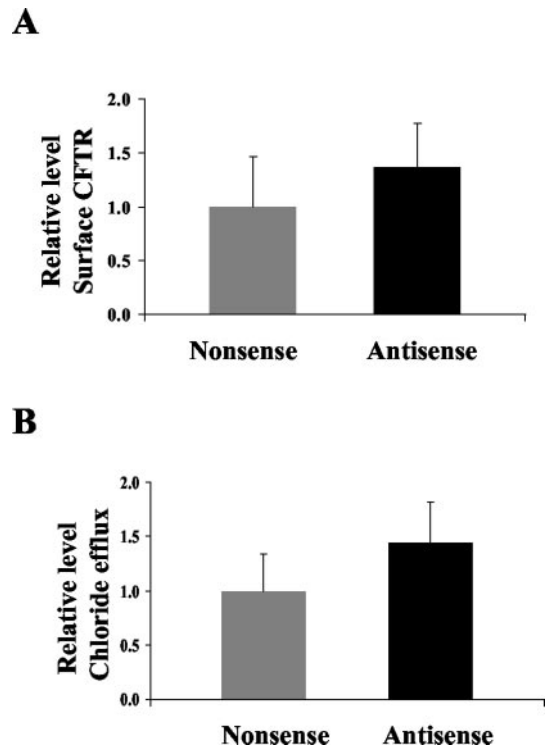 A
Relative level
Surface CFTR
2.0
1.5
1.0
0.5
0.0
Nonsense Antisense
B
Relative level
Chloride efflux
2.0
1.5
1.0
0.5
0.0
Nonsense Antisense